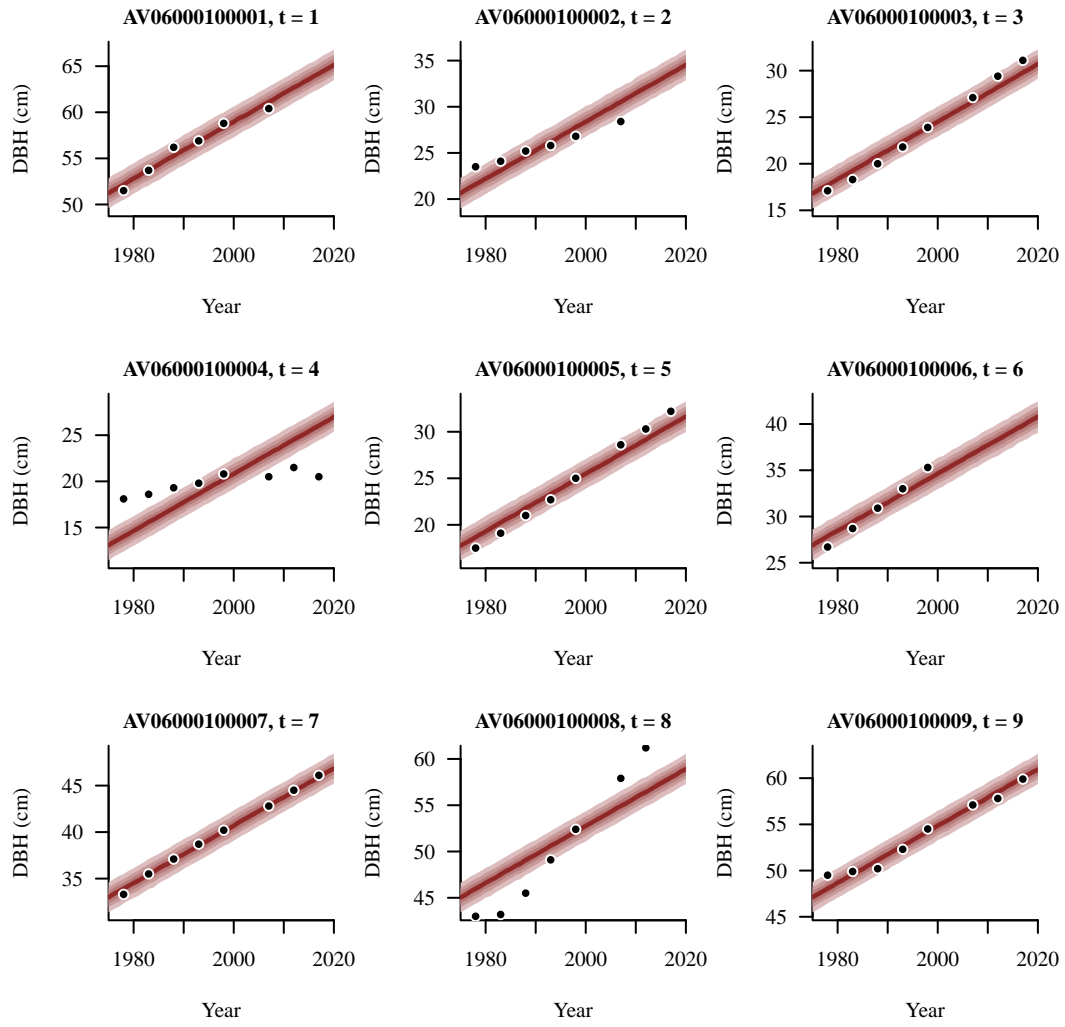 AV06000100001, t = 1
DBH (cm)
65
60
55
50
1980
2000
2020
Year
AV06000100002, t = 2
DBH (cm)
35
30
25
20
1980
2000
2020
Year
AV06000100003, t = 3
DBH (cm)
30
25
20
15
1980
2000
2020
Year
AV06000100004, t = 4
DBH (cm)
25
20
15
1980
2000
2020
Year
AV06000100005, t = 5
DBH (cm)
30
25
20
1980
2000
2020
Year
AV06000100006, t = 6
DBH (cm)
40
35
30
25
1980
2000
2020
Year
AV06000100007, t = 7
DBH (cm)
45
40
35
1980
2000
2020
Year
AV06000100008, t = 8
DBH (cm)
60
55
50
45
1980
2000
2020
Year
AV06000100009, t = 9
DBH (cm)
60
55
50
45
1980
2000
2020
Year